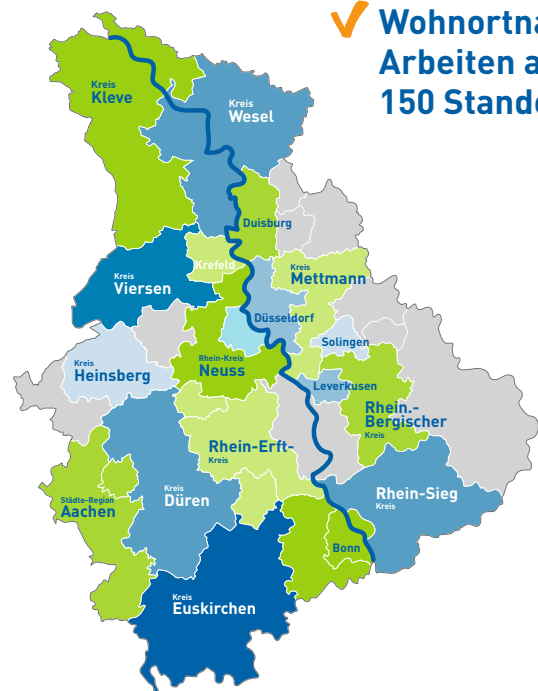 Wohnortna
Arbeiten a
150 Stando
Kreis
Kleve
Kreis
Wesel
Duisburg
Krefeld
Kreis
Mettmann
Kreis
Viersen
Düsseldorf
Solingen
Rhein-Kreis
Neuss
Kreis
Heinsberg
Leverkusen
Rhein.-
Bergischer
Kreis
Rhein-Erft-
Kreis
Rhein-Sieg
Kreis
Kreis
Düren
Städte-Region
Aachen
Bonn
Kreis
Euskirchen